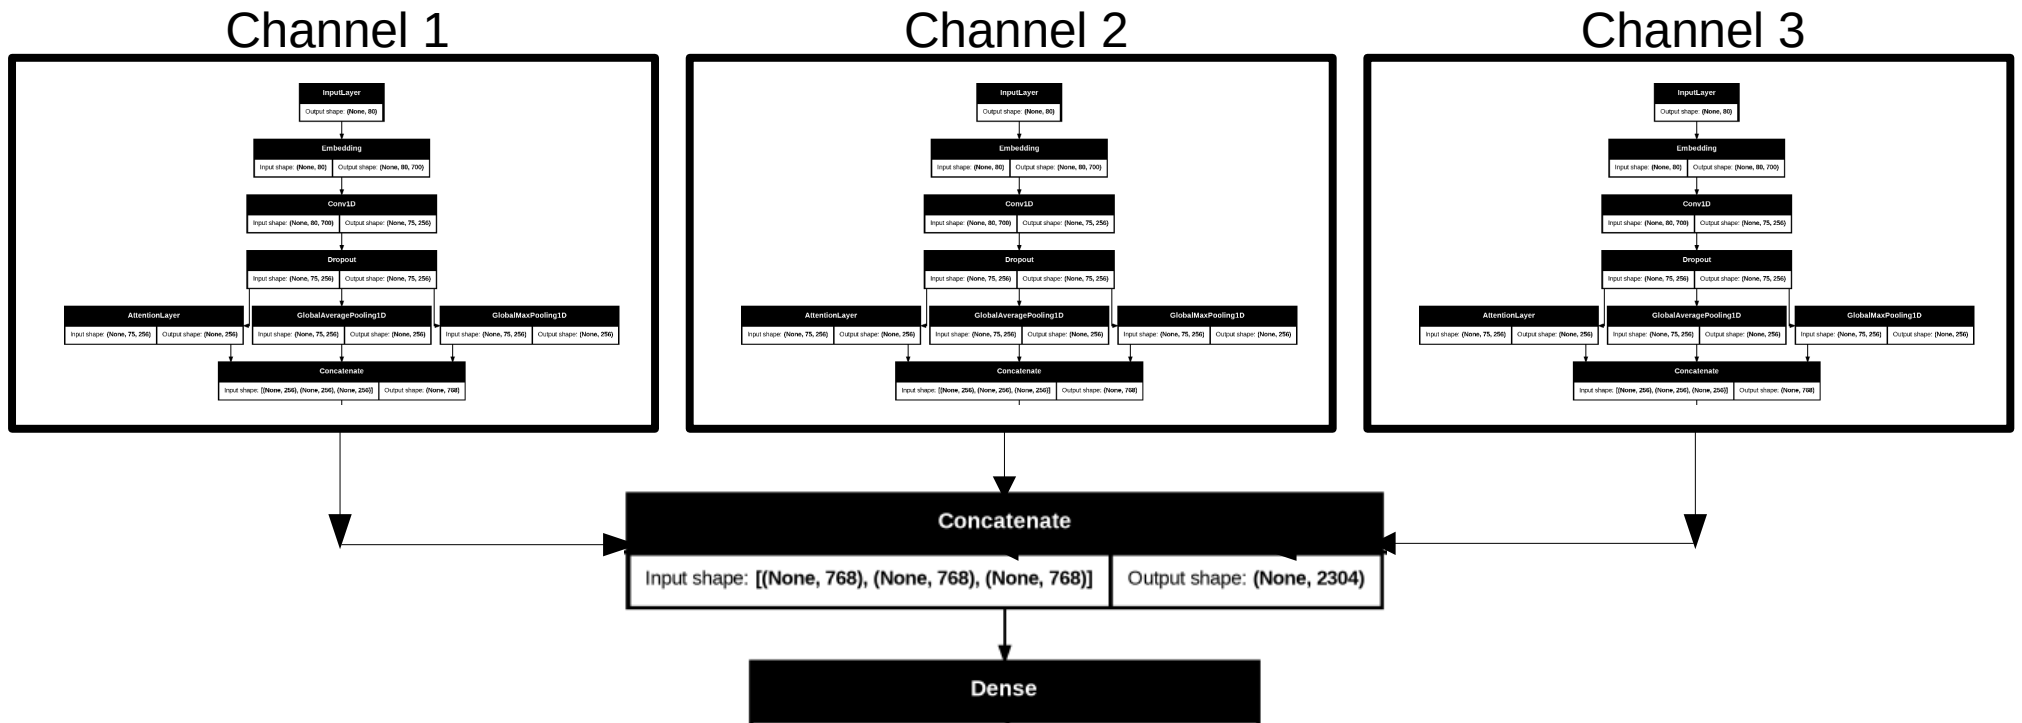 Channel 1
InputLayer
Output shape: (None, 80)
Embedding
Input shape: (None, 80) Output shape: (None, 80, 700)
Conv1D
Input shape: (None, 80, 700) Output shape: (None, 75, 256)
Dropout
Input shape: (None, 75, 256) Output shape: (None, 75, 256)
AttentionLayer
Input shape: (None, 75, 256) Output shape: (None, 256)
GlobalAveragePooling1D
Input shape: (None, 75, 256) Output shape: (None, 256)
GlobalMaxPooling1D
Input shape: (None, 75, 256) Output shape: (None, 256)
Concatenate
Input shape: [(None, 256), (None, 256), (None, 256)] Output shape: (None, 768)
Channel 2
InputLayer
Output shape: (None, 80)
Embedding
Input shape: (None, 80) Output shape: (None, 80, 700)
Conv1D
Input shape: (None, 80, 700) Output shape: (None, 75, 256)
Dropout
Input shape: (None, 75, 256) Output shape: (None, 75, 256)
AttentionLayer
Input shape: (None, 75, 256) Output shape: (None, 256)
GlobalAveragePooling1D
Input shape: (None, 75, 256) Output shape: (None, 256)
GlobalMaxPooling1D
Input shape: (None, 75, 256) Output shape: (None, 256)
Concatenate
Input shape: [(None, 256), (None, 256), (None, 256)] Output shape: (None, 768)
Channel 3
InputLayer
Output shape: (None, 80)
Embedding
Input shape: (None, 80) Output shape: (None, 80, 700)
Conv1D
Input shape: (None, 80, 700) Output shape: (None, 75, 256)
Dropout
Input shape: (None, 75, 256) Output shape: (None, 75, 256)
AttentionLayer
Input shape: (None, 75, 256) Output shape: (None, 256)
GlobalAveragePooling1D
Input shape: (None, 75, 256) Output shape: (None, 256)
GlobalMaxPooling1D
Input shape: (None, 75, 256) Output shape: (None, 256)
Concatenate
Input shape: [(None, 256), (None, 256), (None, 256)] Output shape: (None, 768)
Concatenate
Input shape: [(None, 768), (None, 768), (None, 768)] Output shape: (None, 2304)
Dense